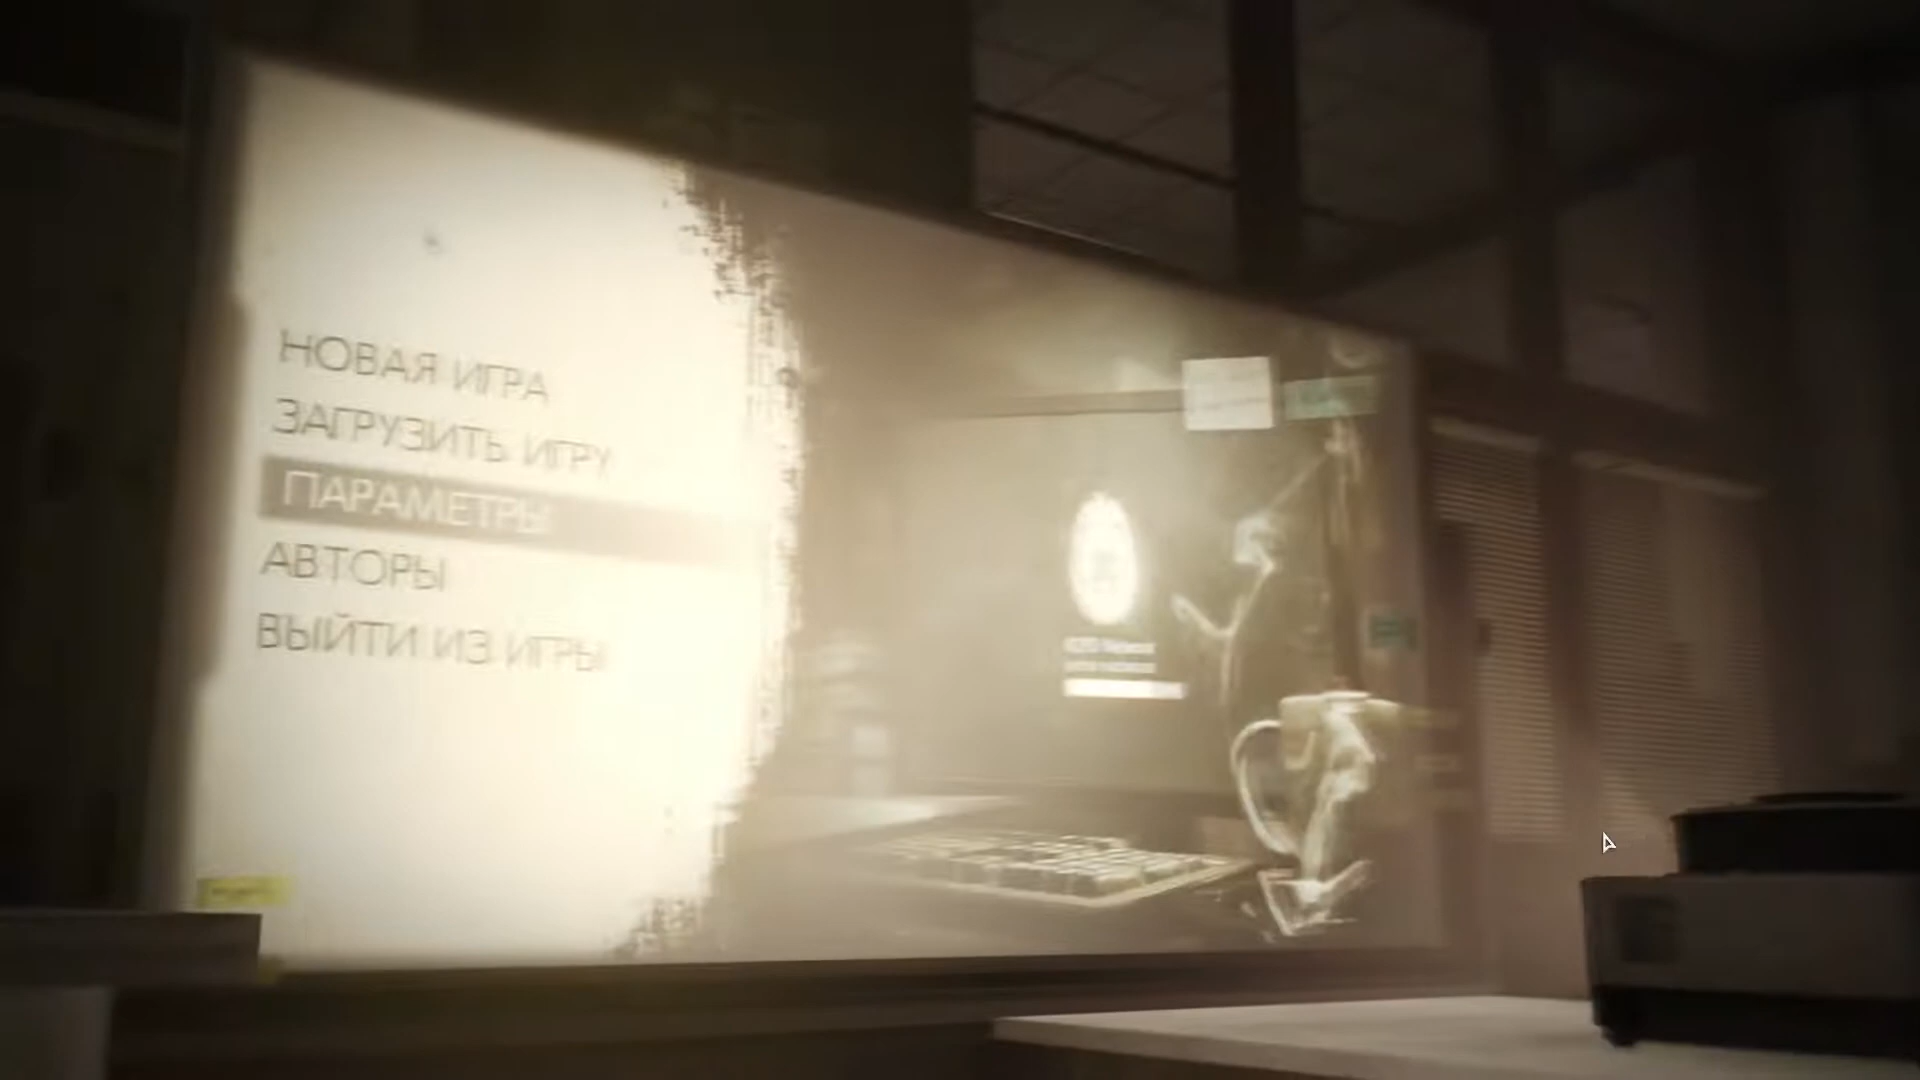 НОВАЯ ИГРА
ЗАГРУЗИТЬ ИГРУ
ПАРАМЕТРЫ
АВТОРЫ
ВЫЙТИ ИЗ ИГРЫ